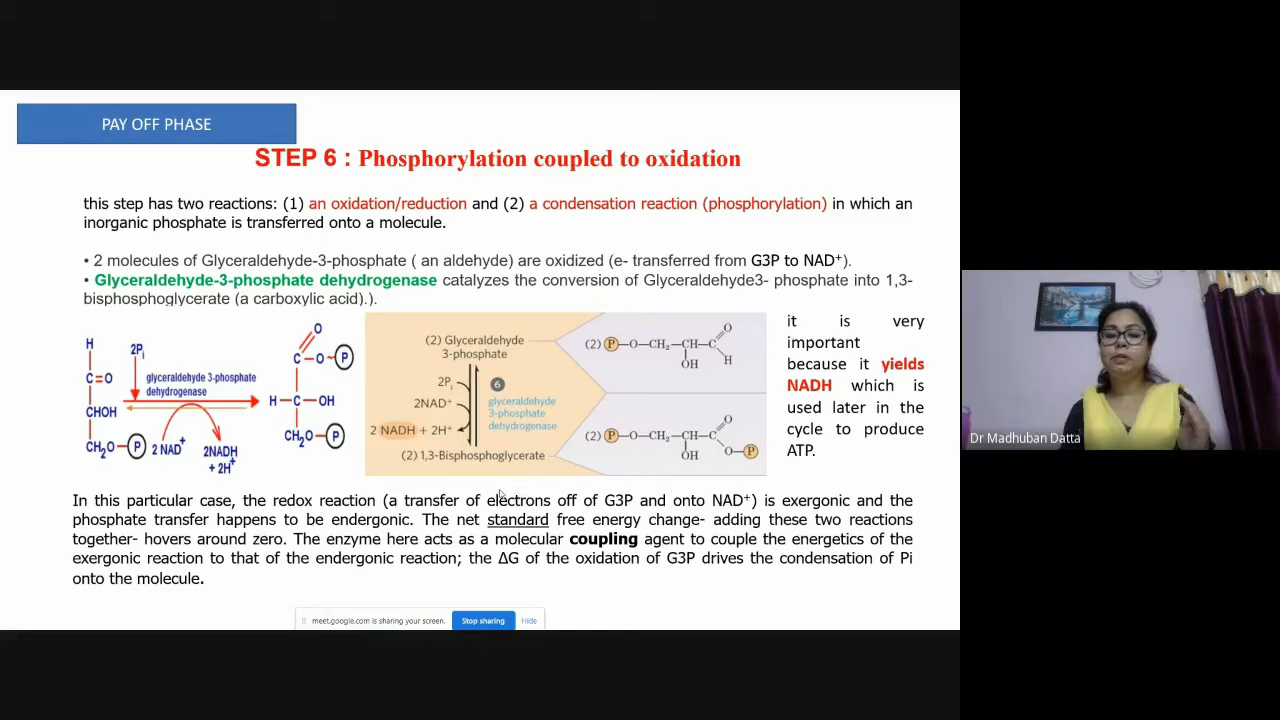 PAY OFF PHASE
STEP 6 : Phosphorylation coupled to oxidation
this step has two reactions: (1) an oxidation/reduction and (2) a condensation reaction (phosphorylation) in which an
inorganic phosphate is transferred onto a molecule.
• 2 molecules of Glyceraldehyde-3-phosphate ( an aldehyde) are oxidized (e- transferred from G3P to NAD⁺).
• Glyceraldehyde-3-phosphate dehydrogenase catalyzes the conversion of Glyceraldehyde3- phosphate into 1,3-
bisphosphoglycerate (a carboxylic acid).).
H
C=O
CHOH
CH₂O—P
2Pᵢ
glyceraldehyde 3-phosphate
dehydrogenase
2 NAD⁺
2NADH
+ 2H⁺
O
C—O~P
H—C—OH
CH₂O—P
(2) Glyceraldehyde
3-phosphate
2Pᵢ
2NAD⁺
2 NADH + 2H⁺
6
glyceraldehyde
3-phosphate
dehydrogenase
(2) 1,3-Bisphosphoglycerate
(2) P—O—CH₂—CH—C
O
H
OH
(2) P—O—CH₂—CH—C
O
O—P
OH
it is very
important
because it yields
NADH which is
used later in the
cycle to produce
ATP.
In this particular case, the redox reaction (a transfer of electrons off of G3P and onto NAD⁺) is exergonic and the
phosphate transfer happens to be endergonic. The net standard free energy change- adding these two reactions
together- hovers around zero. The enzyme here acts as a molecular coupling agent to couple the energetics of the
exergonic reaction to that of the endergonic reaction; the ΔG of the oxidation of G3P drives the condensation of Pi
onto the molecule.
meet.google.com is sharing your screen.
Stop sharing
Hide
Dr Madhuban Datta